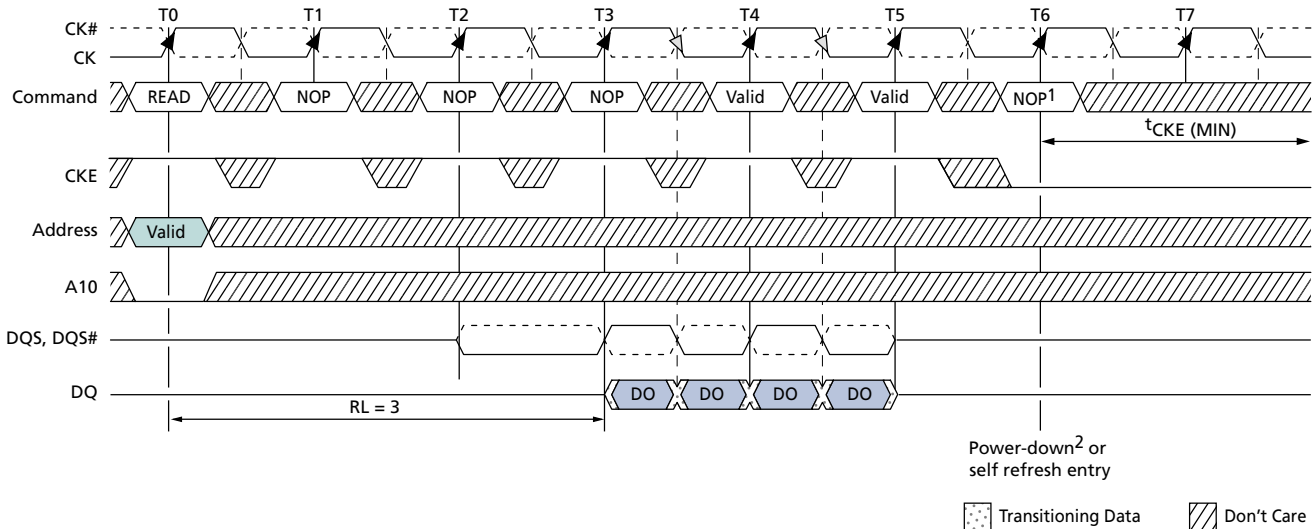 T0 T1 T2 T3 T4 T5 T6 T7
CK#
CK
Command READ NOP NOP NOP Valid Valid NOP1
tCKE (MIN)
CKE
Address Valid
A10
DQS, DQS#
DQ DO DO DO DO
RL = 3
Power-down2 or
self refresh entry
Transitioning Data Don't Care